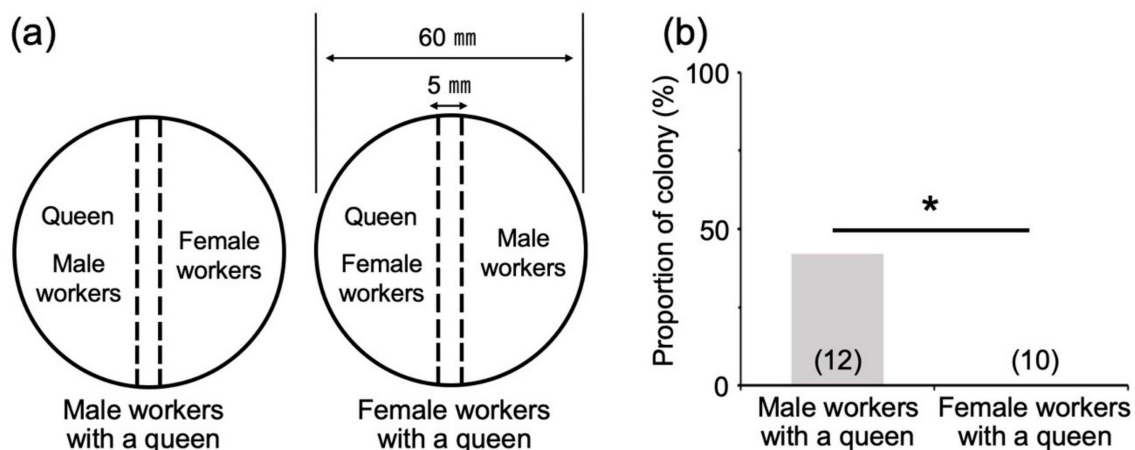 (a)
60 mm
5 mm
Queen
Male
workers
Female
workers
Male workers
with a queen
Queen
Female
workers
Male
workers
Female workers
with a queen
(b)
Proportion of colony (%)
100
50
0
*
(12)
(10)
Male workers
with a queen
Female workers
with a queen